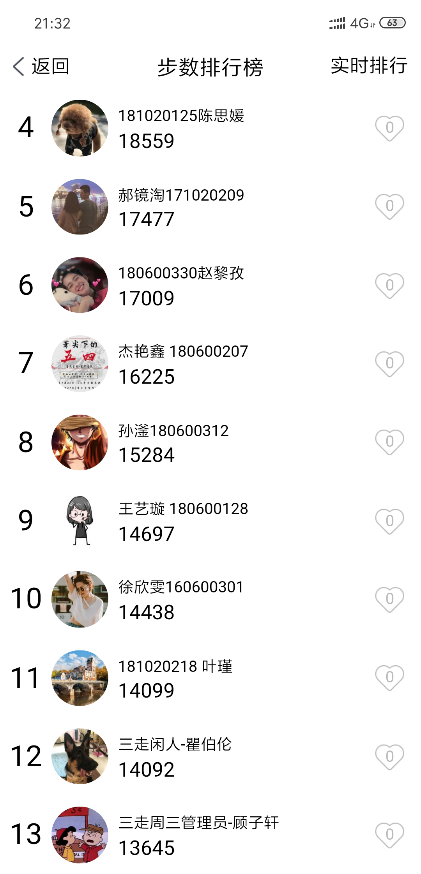 21:32
4G 63
返回
步数排行榜
实时排行
4
181020125陈思媛
18559
0
5
郝镜淘171020209
17477
0
6
180600330赵黎孜
17009
0
7
五四
杰艳鑫 180600207
16225
0
8
孙滏180600312
15284
0
9
王艺璇 180600128
14697
0
10
徐欣雯160600301
14438
0
11
181020218 叶瑾
14099
0
12
三走闲人-瞿伯伦
14092
0
13
三走周三管理员-顾子轩
13645
0